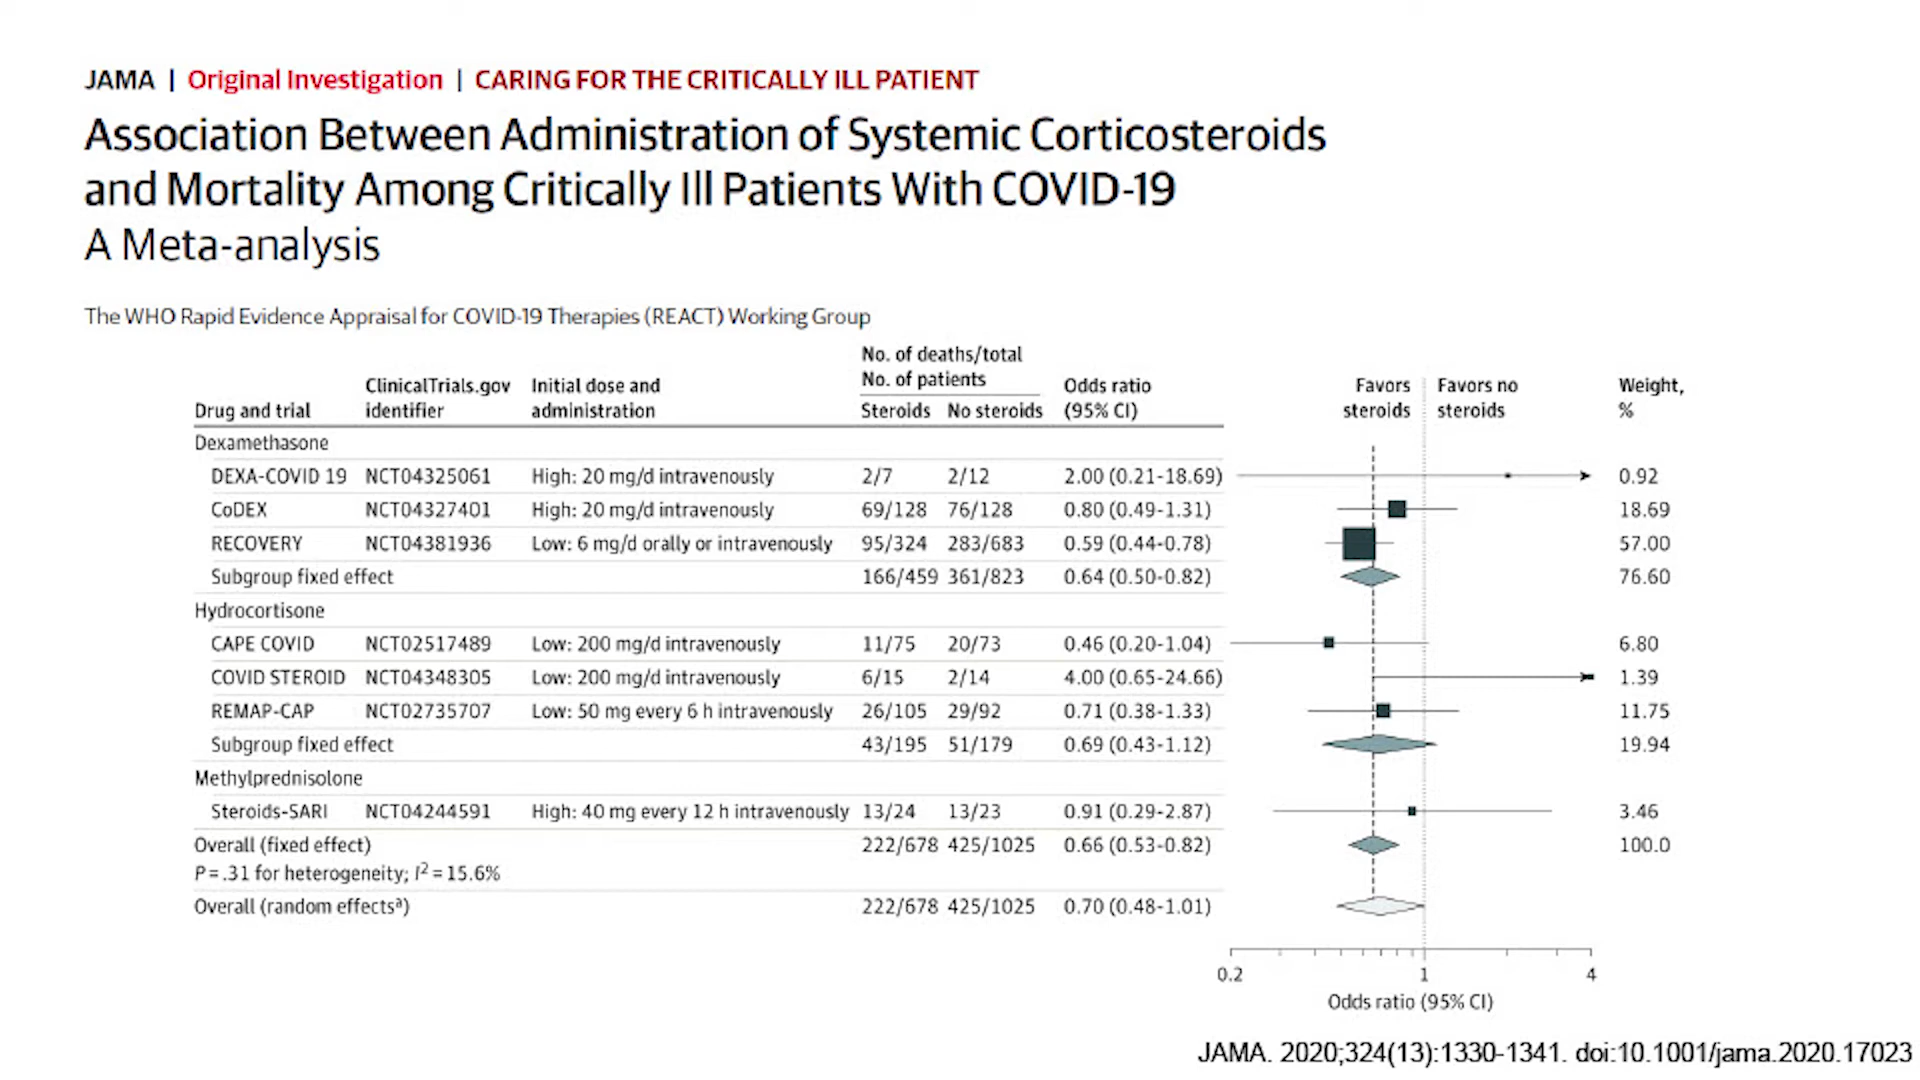 JAMA | Original Investigation | CARING FOR THE CRITICALLY ILL PATIENT
Association Between Administration of Systemic Corticosteroids
and Mortality Among Critically Ill Patients With COVID-19
A Meta-analysis
The WHO Rapid Evidence Appraisal for COVID-19 Therapies (REACT) Working Group
No. of deaths/total
No. of patients
ClinicalTrials.gov Initial dose and Odds ratio Favors Favors no Weight,
Drug and trial identifier administration Steroids No steroids (95% CI) steroids steroids %
Dexamethasone
DEXA-COVID 19 NCT04325061 High: 20 mg/d intravenously 2/7 2/12 2.00 (0.21-18.69) 0.92
CoDEX NCT04327401 High: 20 mg/d intravenously 69/128 76/128 0.80 (0.49-1.31) 18.69
RECOVERY NCT04381936 Low: 6 mg/d orally or intravenously 95/324 283/683 0.59 (0.44-0.78) 57.00
Subgroup fixed effect 166/459 361/823 0.64 (0.50-0.82) 76.60
Hydrocortisone
CAPE COVID NCT02517489 Low: 200 mg/d intravenously 11/75 20/73 0.46 (0.20-1.04) 6.80
COVID STEROID NCT04348305 Low: 200 mg/d intravenously 6/15 2/14 4.00 (0.65-24.66) 1.39
REMAP-CAP NCT02735707 Low: 50 mg every 6 h intravenously 26/105 29/92 0.71 (0.38-1.33) 11.75
Subgroup fixed effect 43/195 51/179 0.69 (0.43-1.12) 19.94
Methylprednisolone
Steroids-SARI NCT04244591 High: 40 mg every 12 h intravenously 13/24 13/23 0.91 (0.29-2.87) 3.46
Overall (fixed effect) 222/678 425/1025 0.66 (0.53-0.82) 100.0
P = .31 for heterogeneity; I² = 15.6%
Overall (random effectsᵃ) 222/678 425/1025 0.70 (0.48-1.01)
0.2 1 4
Odds ratio (95% CI)
JAMA. 2020;324(13):1330-1341. doi:10.1001/jama.2020.17023